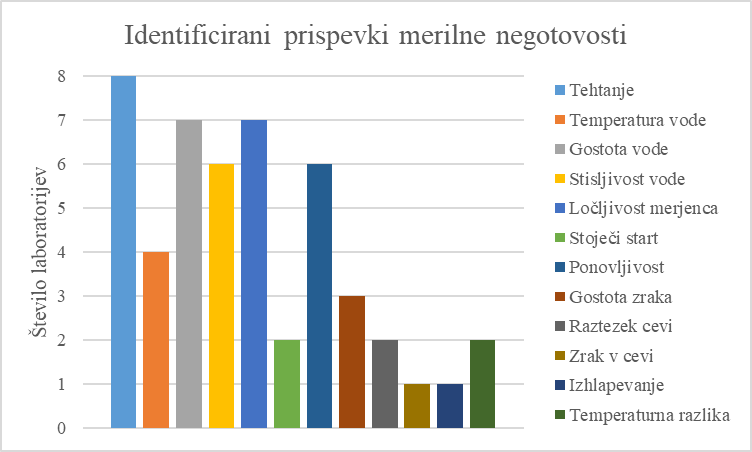 Identificirani prispevki merilne negotovosti
Število laboratorijev
8
7
6
5
4
3
2
1
0
Tehtanje
Temperatura vode
Gostota vode
Stisljivost vode
Ločljivost merjenca
Stoječi start
Ponovljivost
Gostota zraka
Raztezek cevi
Zrak v cevi
Izhlapevanje
Temperaturna razlika